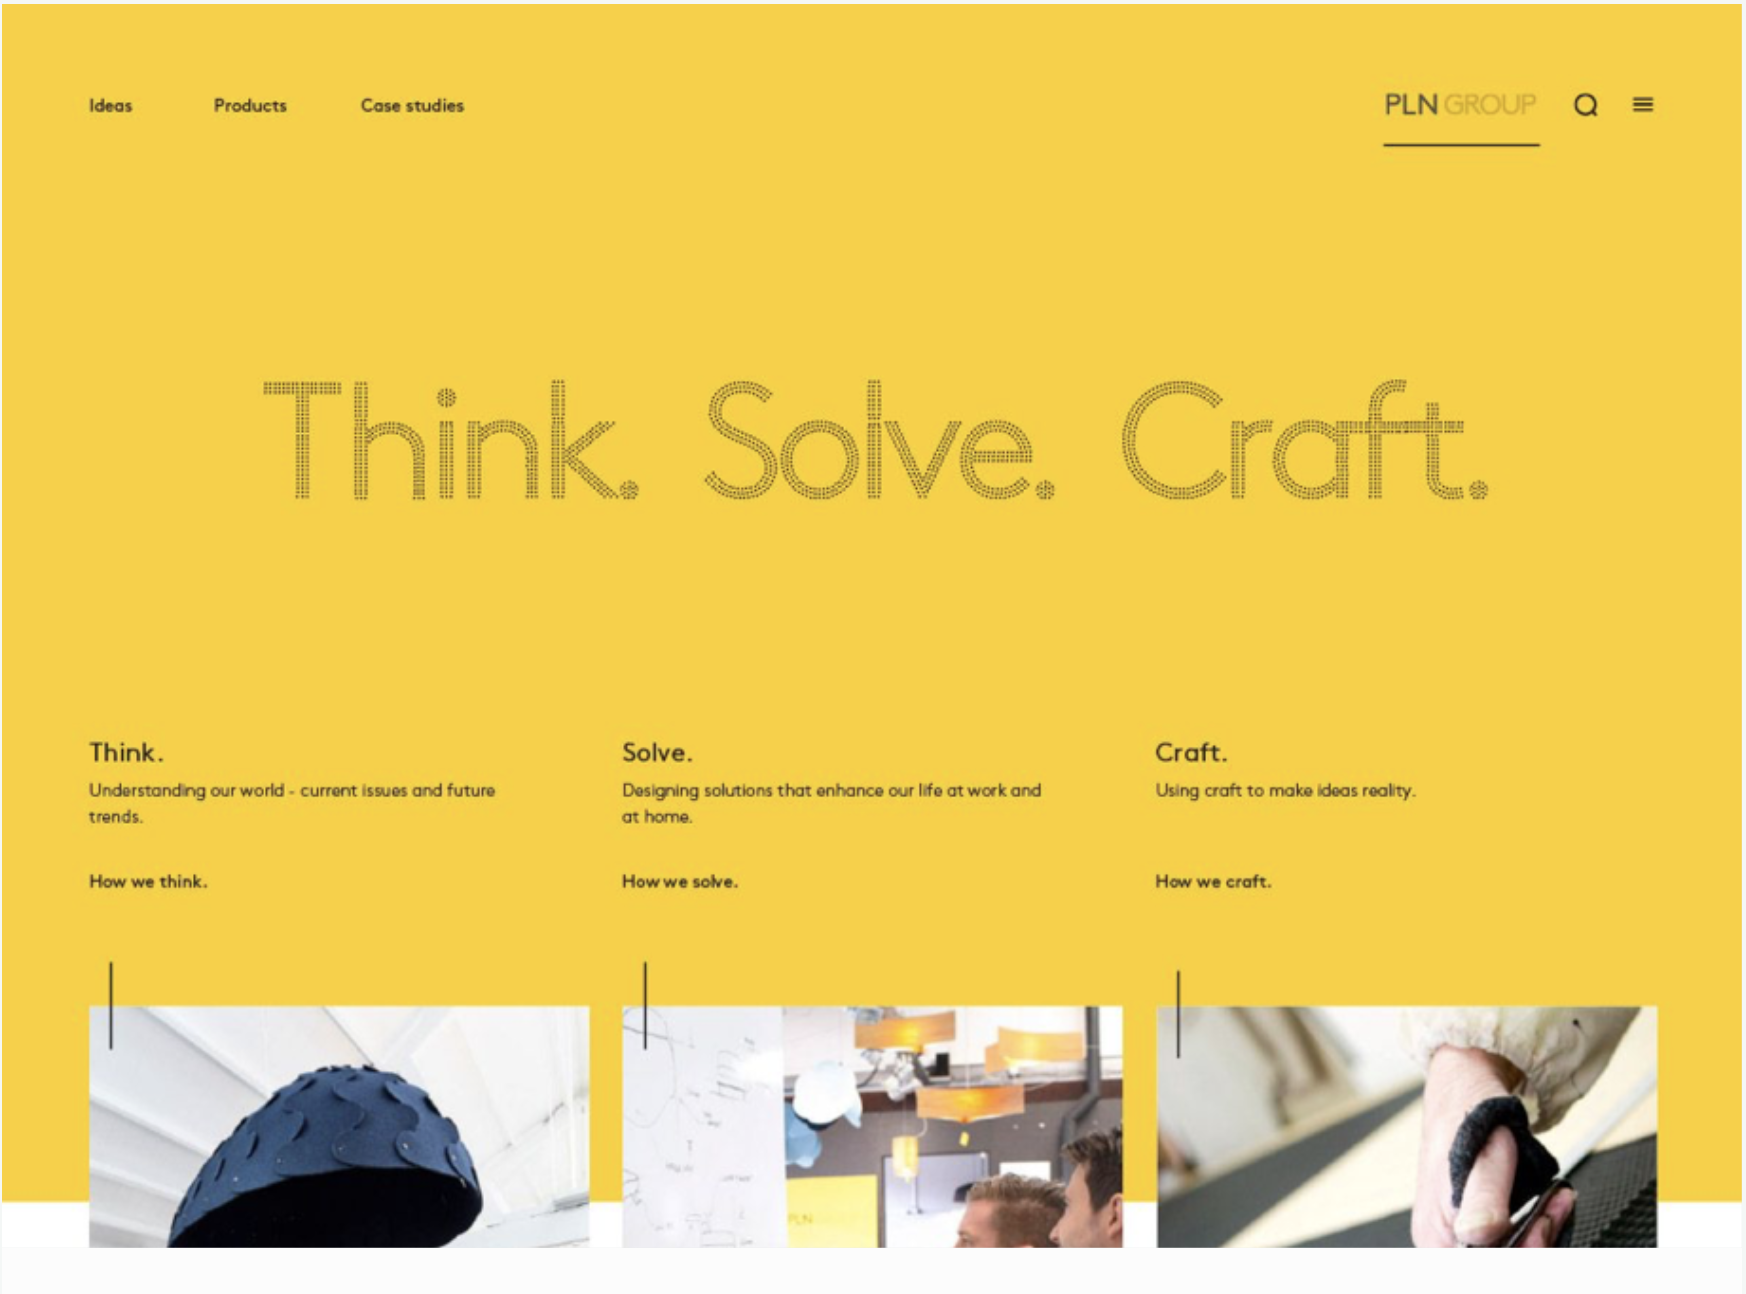 Ideas Products Case studies PLN GROUP
Think. Solve. Craft.
Think.
Understanding our world - current issues and future
trends.
How we think.
Solve.
Designing solutions that enhance our life at work and
at home.
How we solve.
Craft.
Using craft to make ideas reality.
How we craft.
PLN